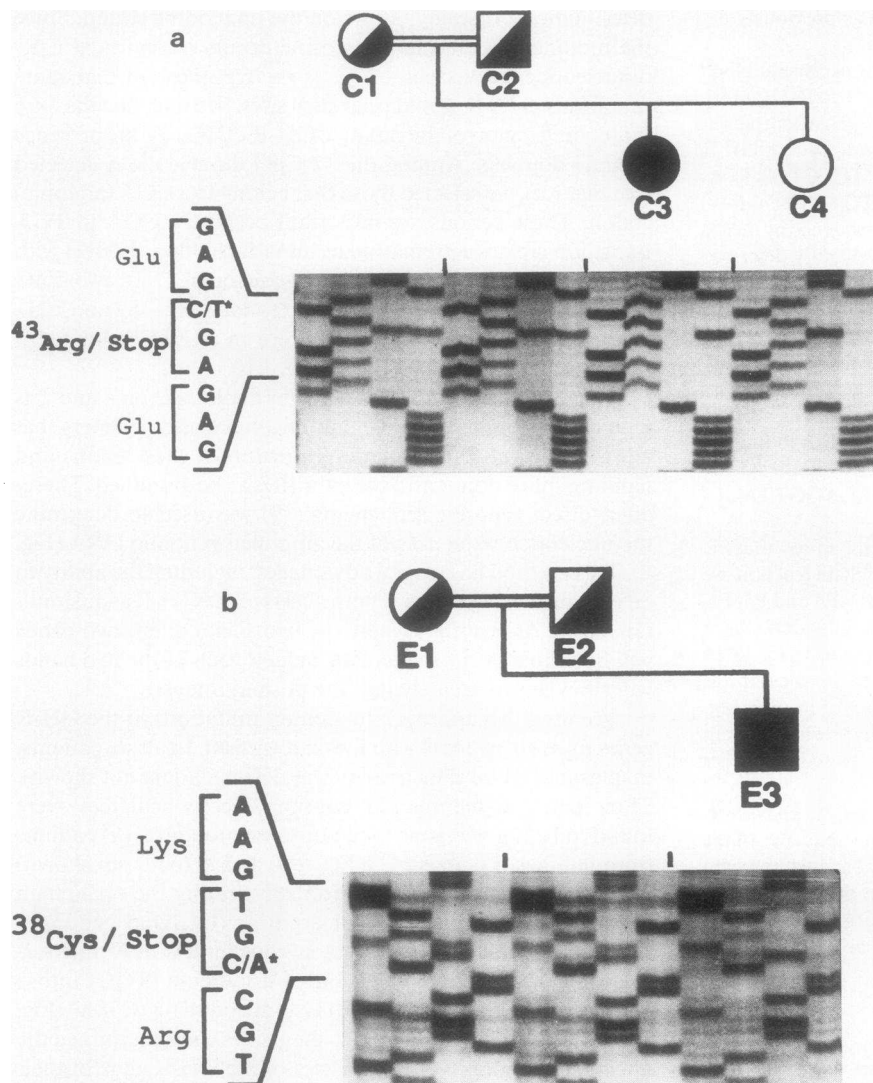 a
C1
C2
C3
C4
Glu
G
A
G
43Arg/Stop
C/T*
G
A
Glu
G
A
G
b
E1
E2
E3
Lys
A
A
G
38Cys/Stop
T
G
C/A*
Arg
C
G
T